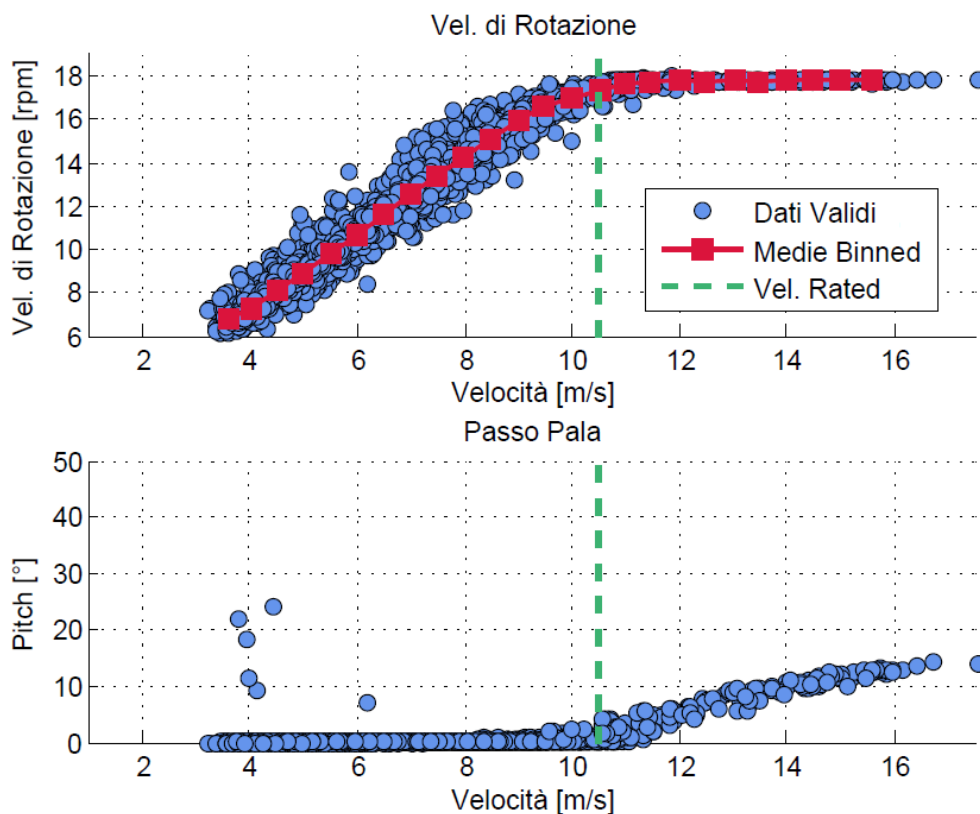 Vel. di Rotazione
Vel. di Rotazione [rpm]
18
16
14
12
10
8
6
Dati Validi
Medie Binned
Vel. Rated
2 4 6 8 10 12 14 16
Velocità [m/s]
Passo Pala
Pitch [°]
50
40
30
20
10
0
2 4 6 8 10 12 14 16
Velocità [m/s]